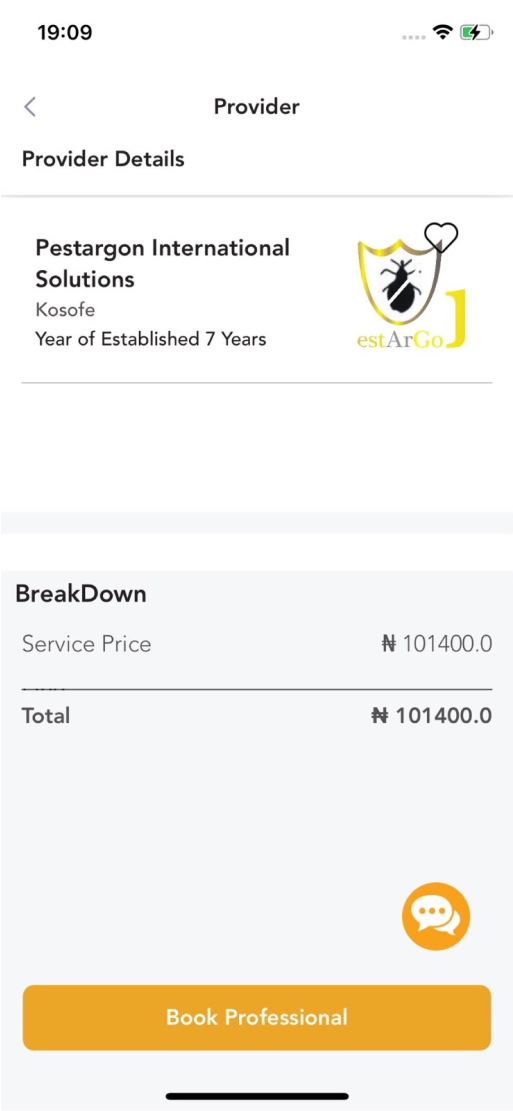 19:09
Provider
Provider Details
Pestargon International
Solutions
Kosofe
Year of Established 7 Years
estArGo
BreakDown
Service Price ₦ 101400.0
Total ₦ 101400.0
Book Professional